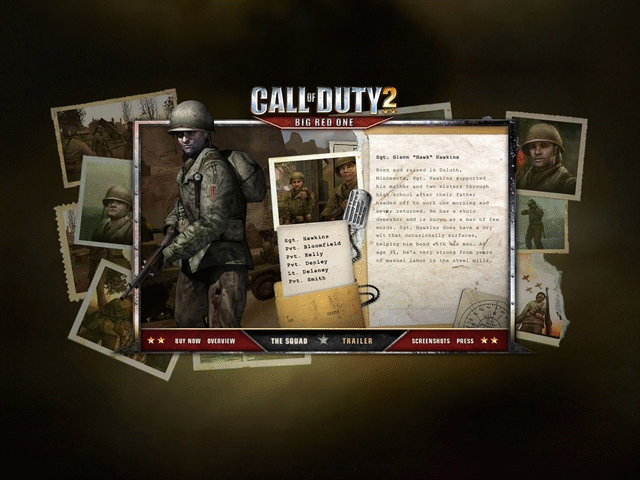 CALL OF DUTY 2
BIG RED ONE
Sgt. Hawkins
Pvt. Bloomfield
Pvt. Kelly
Pvt. Denley
Lt. Delaney
Pvt. Smith
Sgt. Glenn "Hawk" Hawkins
Born and raised in Duluth,
Minnesota, Sgt. Hawkins supported
his mother and two sisters through
high school after their father
headed off to work one morning and
never returned. He has a stoic
demeanor and is known as a man of few
words. Sgt. Hawkins does have a dry
wit that occasionally surfaces,
helping him bond with his men. At
age 31, he's very strong from years
of manual labor in the steel mills.
BUY NOW OVERVIEW THE SQUAD TRAILER SCREENSHOTS PRESS